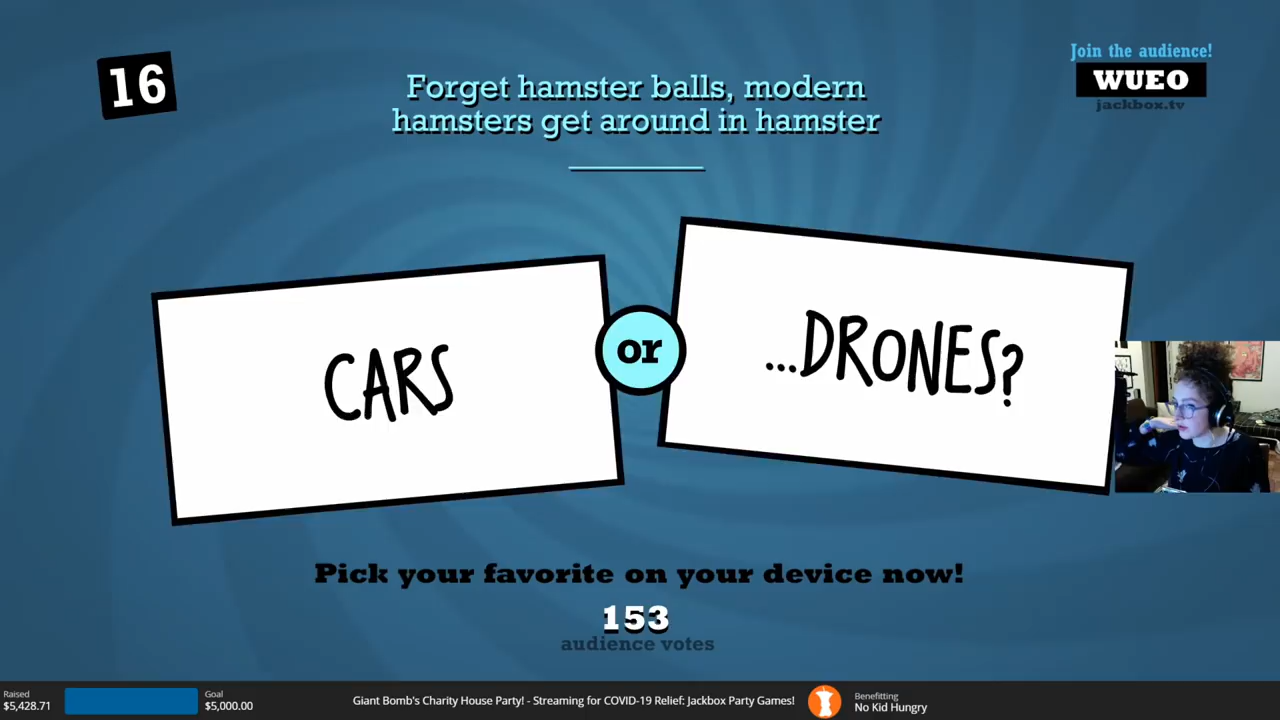 16
Forget hamster balls, modern
hamsters get around in hamster
Join the audience!
WUEO
jackbox.tv
CARS
or
...DRONES?
Pick your favorite on your device now!
153
audience votes
Raised
$5,428.71
Goal
$5,000.00
Giant Bomb's Charity House Party! - Streaming for COVID-19 Relief: Jackbox Party Games!
Benefitting
No Kid Hungry